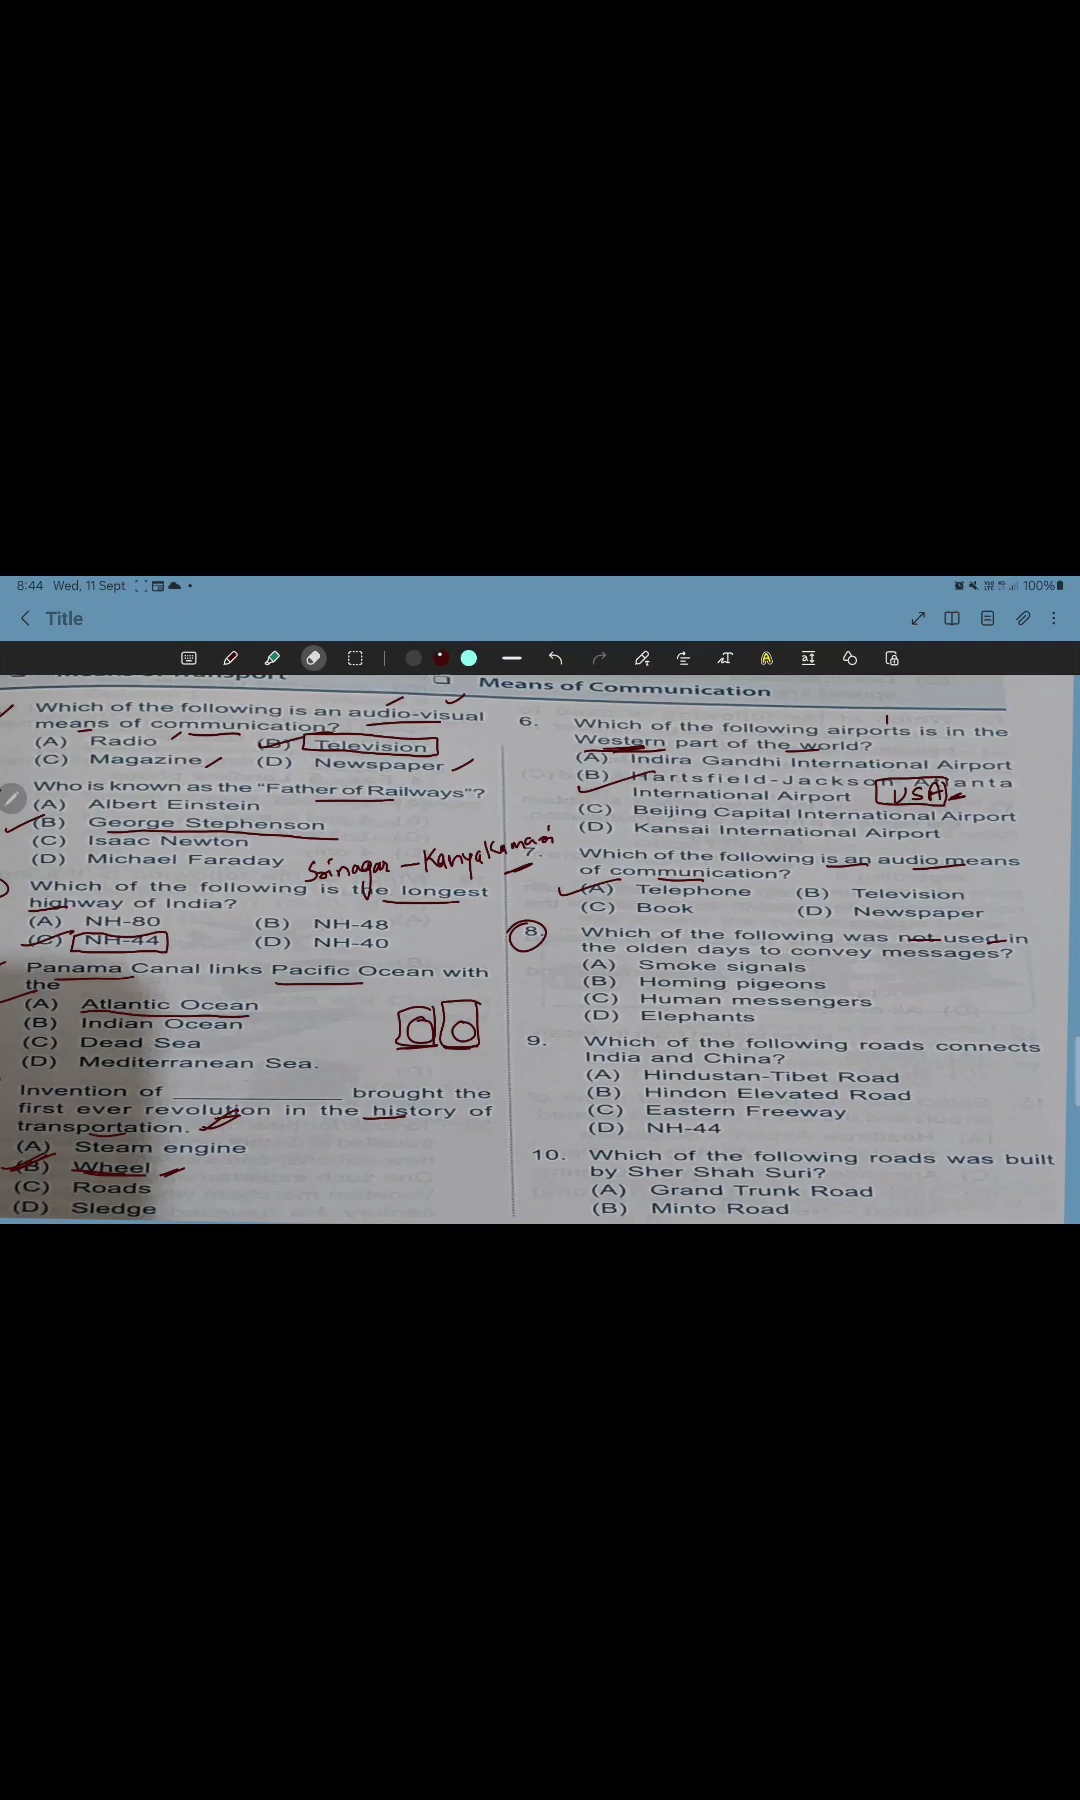 8:44 Wed, 11 Sept
100%
Title
Means of Transport
Means of Communication
Which of the following is an audio-visual
means of communication?
(A) Radio (B) Television
(C) Magazine (D) Newspaper
Who is known as the "Father of Railways"?
(A) Albert Einstein
(B) George Stephenson
(C) Isaac Newton
(D) Michael Faraday
Srinagar — Kanyakumari
Which of the following is the longest
highway of India?
(A) NH-80 (B) NH-48
(C) NH-44 (D) NH-40
Panama Canal links Pacific Ocean with
the
(A) Atlantic Ocean
(B) Indian Ocean
(C) Dead Sea
(D) Mediterranean Sea.
Invention of ____________ brought the
first ever revolution in the history of
transportation.
(A) Steam engine
(B) Wheel
(C) Roads
(D) Sledge
6. Which of the following airports is in the
Western part of the world?
(A) Indira Gandhi International Airport
(B) Hartsfield-Jackson Atlanta
International Airport
USA
(C) Beijing Capital International Airport
(D) Kansai International Airport
7. Which of the following is an audio means
of communication?
(A) Telephone (B) Television
(C) Book (D) Newspaper
8. Which of the following was not used in
the olden days to convey messages?
(A) Smoke signals
(B) Homing pigeons
(C) Human messengers
(D) Elephants
9. Which of the following roads connects
India and China?
(A) Hindustan-Tibet Road
(B) Hindon Elevated Road
(C) Eastern Freeway
(D) NH-44
10. Which of the following roads was built
by Sher Shah Suri?
(A) Grand Trunk Road
(B) Minto Road